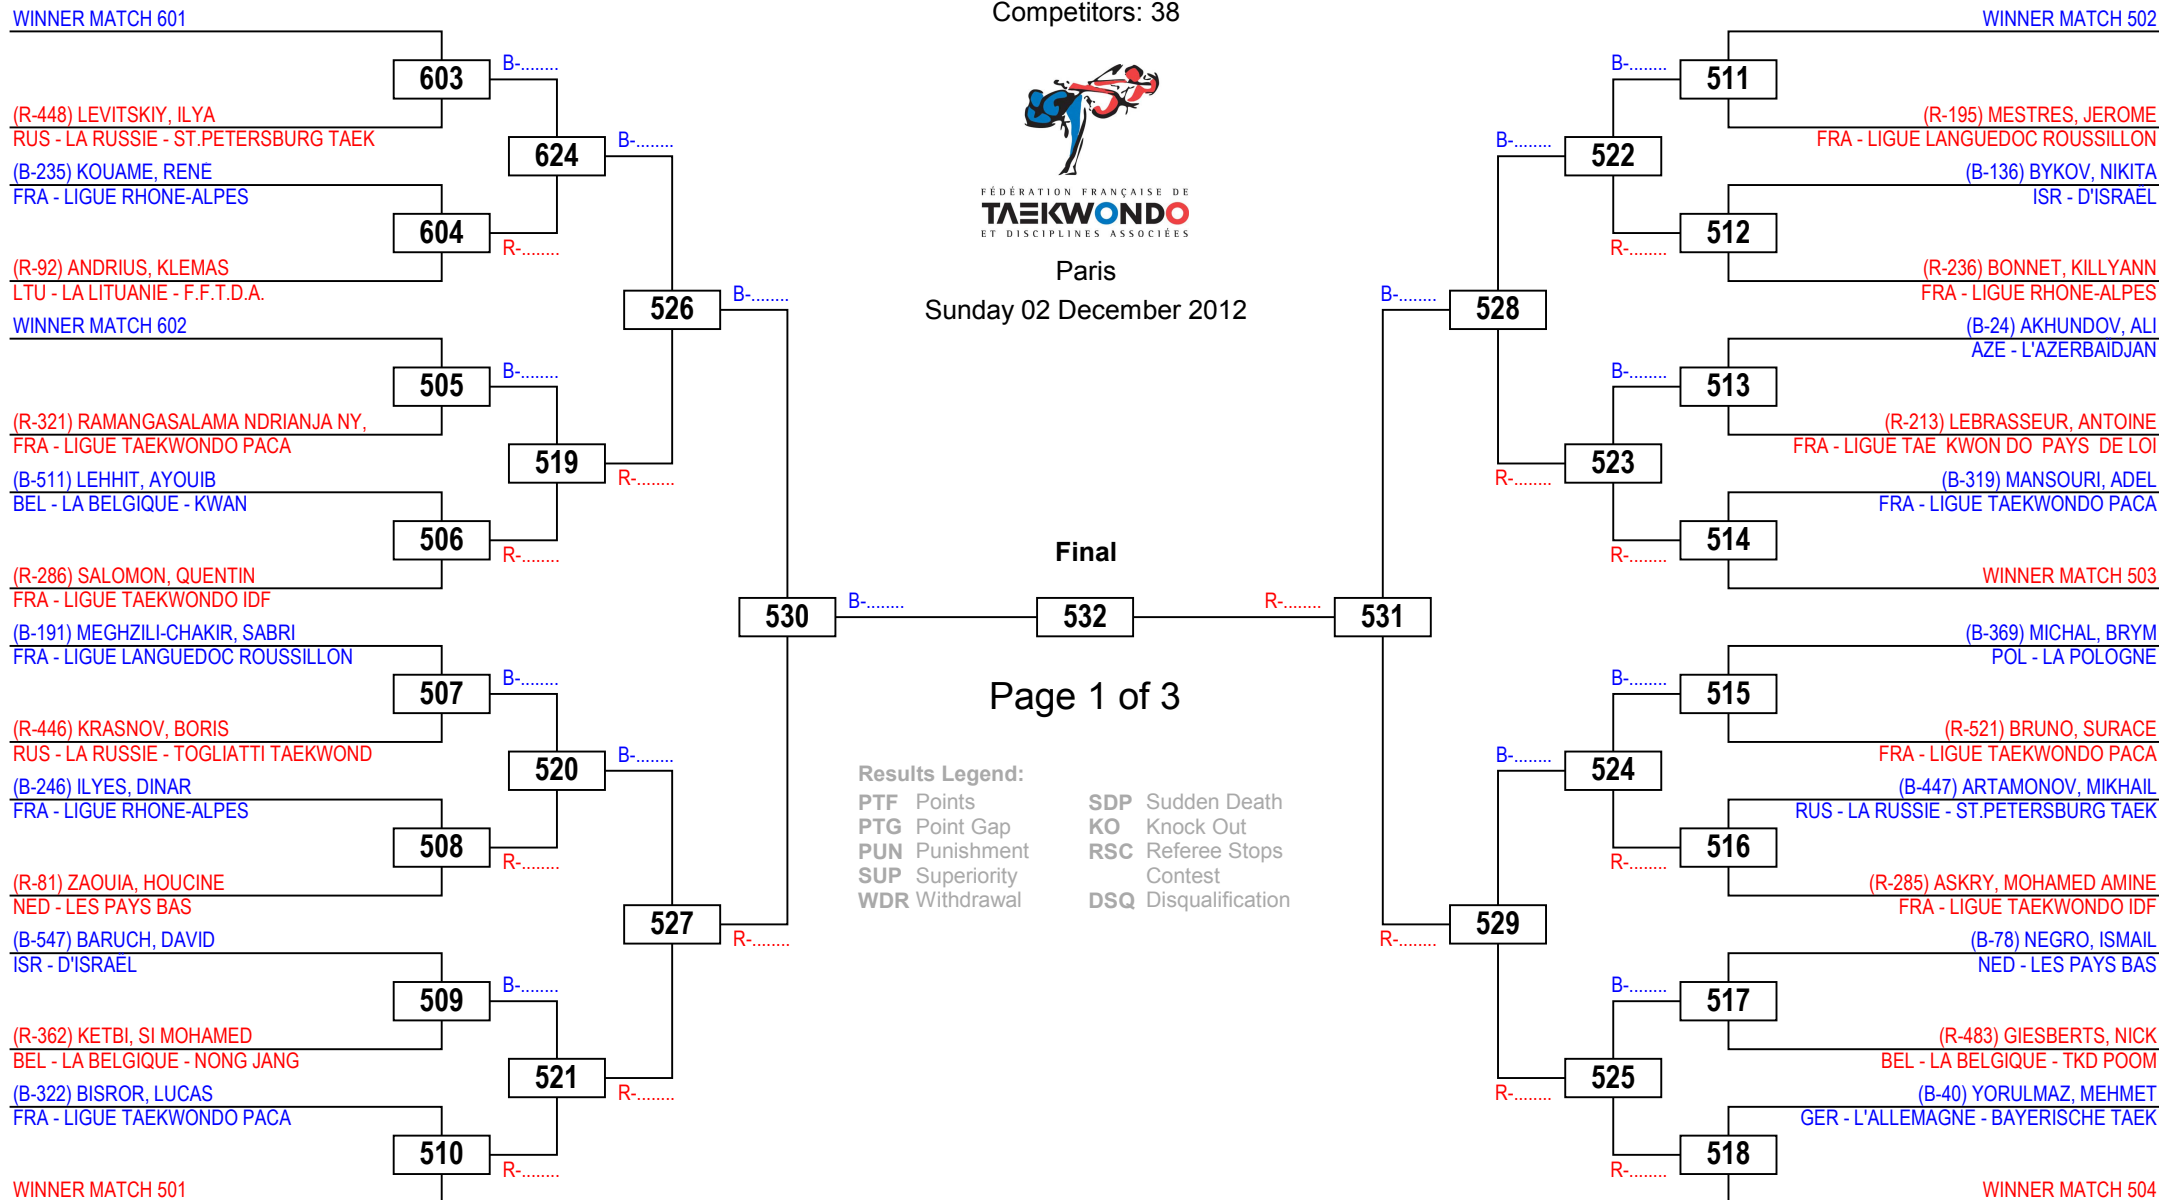 WINNER MATCH 601
603
B-........
(R-448) LEVITSKIY, ILYA
RUS - LA RUSSIE - ST.PETERSBURG TAEK
624
B-........
(B-235) KOUAME, RENÉ
FRA - LIGUE RHONE-ALPES
604
R-........
(R-92) ANDRIUS, KLEMAS
LTU - LA LITUANIE - F.F.T.D.A.
526
B-........
WINNER MATCH 602
505
B-........
(R-321) RAMANGASALAMA NDRIANJA NY,
FRA - LIGUE TAEKWONDO PACA
519
R-........
(B-511) LEHHIT, AYOUIB
BEL - LA BELGIQUE - KWAN
506
R-........
(R-286) SALOMON, QUENTIN
FRA - LIGUE TAEKWONDO IDF
530
B-........
(B-191) MEGHZILI-CHAKIR, SABRI
FRA - LIGUE LANGUEDOC ROUSSILLON
507
B-........
(R-446) KRASNOV, BORIS
RUS - LA RUSSIE - TOGLIATTI TAEKWOND
520
B-........
(B-246) ILYES, DINAR
FRA - LIGUE RHONE-ALPES
508
R-........
(R-81) ZAOUIA, HOUCINE
NED - LES PAYS BAS
527
R-........
(B-547) BARUCH, DAVID
ISR - D'ISRAËL
509
B-........
(R-362) KETBI, SI MOHAMED
BEL - LA BELGIQUE - NONG JANG
521
R-........
(B-322) BISROR, LUCAS
FRA - LIGUE TAEKWONDO PACA
510
R-........
WINNER MATCH 501
Competitors: 38
FÉDÉRATION FRANÇAISE DE
TAEKWONDO
ET DISCIPLINES ASSOCIÉES
Paris
Sunday 02 December 2012
Final
532
Page 1 of 3
Results Legend:
PTF Points
PTG Point Gap
PUN Punishment
SUP Superiority
WDR Withdrawal
SDP Sudden Death
KO Knock Out
RSC Referee Stops
Contest
DSQ Disqualification
WINNER MATCH 502
B-........
511
(R-195) MESTRES, JEROME
FRA - LIGUE LANGUEDOC ROUSSILLON
B-........
522
(B-136) BYKOV, NIKITA
ISR - D'ISRAËL
512
R-........
(R-236) BONNET, KILLYANN
FRA - LIGUE RHONE-ALPES
B-........
528
(B-24) AKHUNDOV, ALI
AZE - L'AZERBAÏDJAN
B-........
513
(R-213) LEBRASSEUR, ANTOINE
FRA - LIGUE TAE KWON DO PAYS DE LOI
R-........
523
(B-319) MANSOURI, ADEL
FRA - LIGUE TAEKWONDO PACA
514
R-........
WINNER MATCH 503
R-........
531
(B-369) MICHAL, BRYM
POL - LA POLOGNE
B-........
515
(R-521) BRUNO, SURACE
FRA - LIGUE TAEKWONDO PACA
B-........
524
(B-447) ARTAMONOV, MIKHAIL
RUS - LA RUSSIE - ST.PETERSBURG TAEK
516
R-........
(R-285) ASKRY, MOHAMED AMINE
FRA - LIGUE TAEKWONDO IDF
R-........
529
(B-78) NEGRO, ISMAIL
NED - LES PAYS BAS
B-........
517
(R-483) GIESBERTS, NICK
BEL - LA BELGIQUE - TKD POOM
R-........
525
(B-40) YORULMAZ, MEHMET
GER - L'ALLEMAGNE - BAYERISCHE TAEK
518
R-........
WINNER MATCH 504